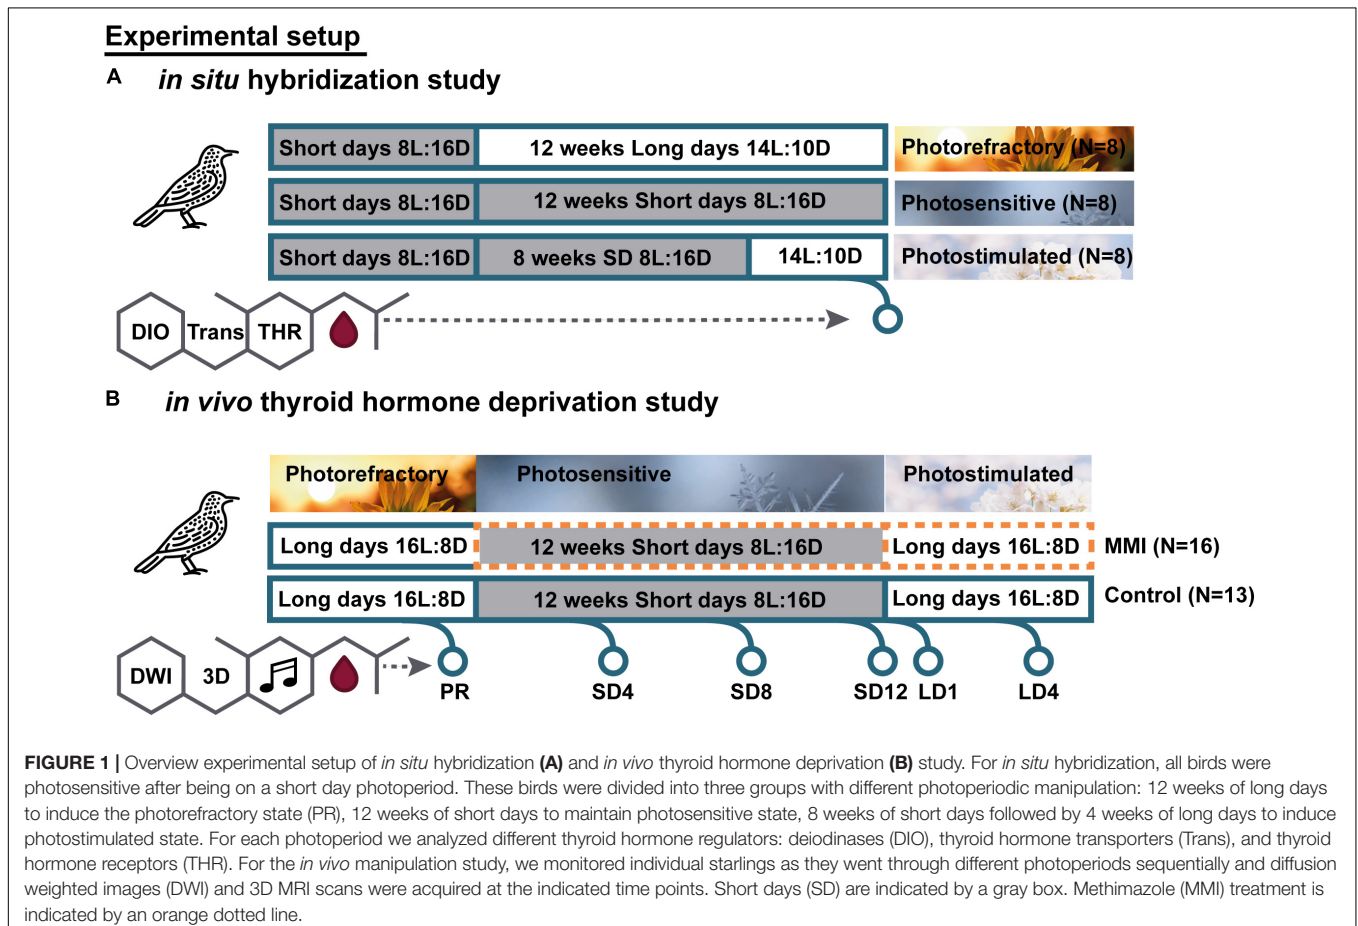 Experimental setup
A in situ hybridization study
Short days 8L:16D 12 weeks Long days 14L:10D Photorefractory (N=8)
Short days 8L:16D 12 weeks Short days 8L:16D Photosensitive (N=8)
Short days 8L:16D 8 weeks SD 8L:16D 14L:10D Photostimulated (N=8)
DIO Trans THR
B in vivo thyroid hormone deprivation study
Photorefractory Photosensitive Photostimulated
Long days 16L:8D 12 weeks Short days 8L:16D Long days 16L:8D MMI (N=16)
Long days 16L:8D 12 weeks Short days 8L:16D Long days 16L:8D Control (N=13)
DWI 3D
PR SD4 SD8 SD12 LD1 LD4
FIGURE 1 | Overview experimental setup of in situ hybridization (A) and in vivo thyroid hormone deprivation (B) study. For in situ hybridization, all birds were
photosensitive after being on a short day photoperiod. These birds were divided into three groups with different photoperiodic manipulation: 12 weeks of long days
to induce the photorefractory state (PR), 12 weeks of short days to maintain photosensitive state, 8 weeks of short days followed by 4 weeks of long days to induce
photostimulated state. For each photoperiod we analyzed different thyroid hormone regulators: deiodinases (DIO), thyroid hormone transporters (Trans), and thyroid
hormone receptors (THR). For the in vivo manipulation study, we monitored individual starlings as they went through different photoperiods sequentially and diffusion
weighted images (DWI) and 3D MRI scans were acquired at the indicated time points. Short days (SD) are indicated by a gray box. Methimazole (MMI) treatment is
indicated by an orange dotted line.